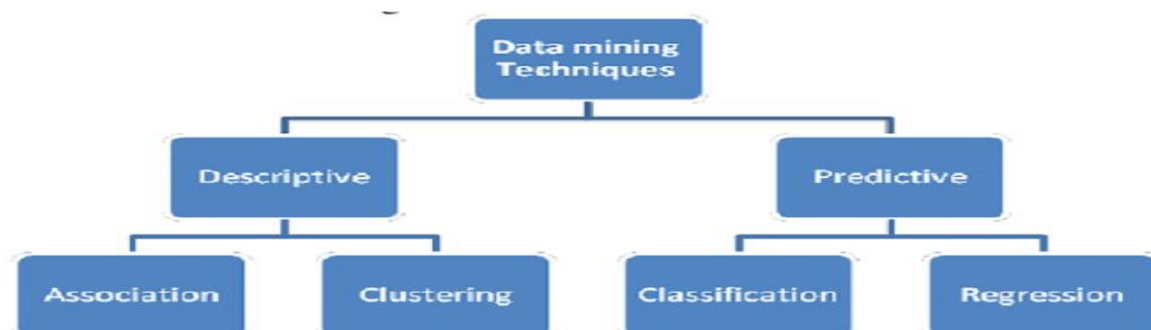 Data mining
Techniques
Descriptive
Predictive
Association
Clustering
Classification
Regression